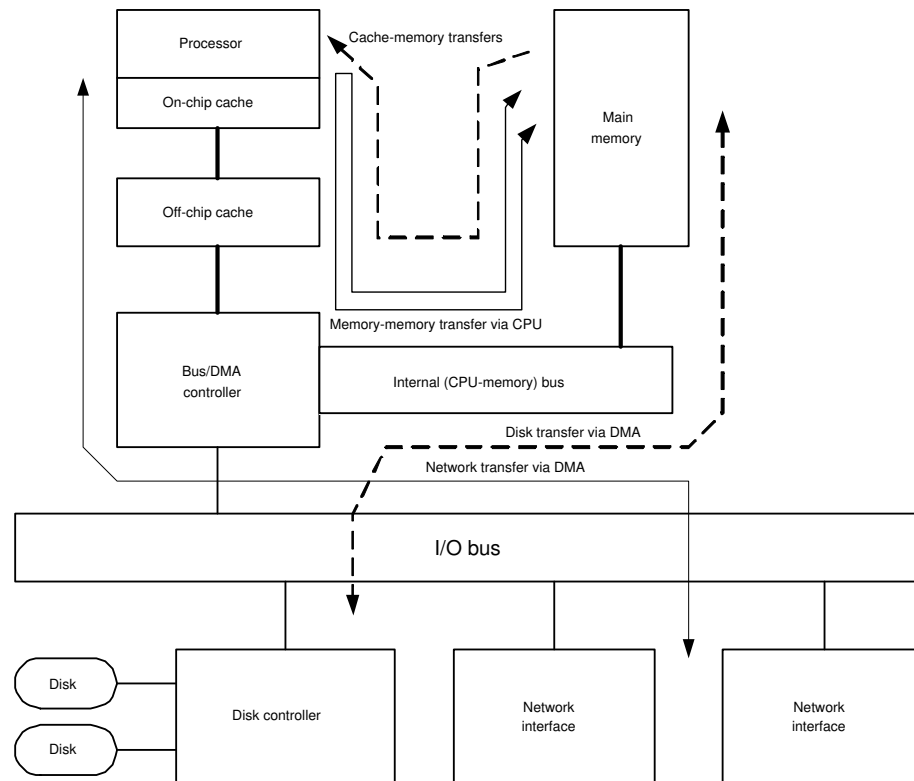 Processor
Cache-memory transfers
On-chip cache
Main
memory
Off-chip cache
Memory-memory transfer via CPU
Bus/DMA
controller
Internal (CPU-memory) bus
Disk transfer via DMA
Network transfer via DMA
I/O bus
Disk
Disk
Disk controller
Network
interface
Network
interface